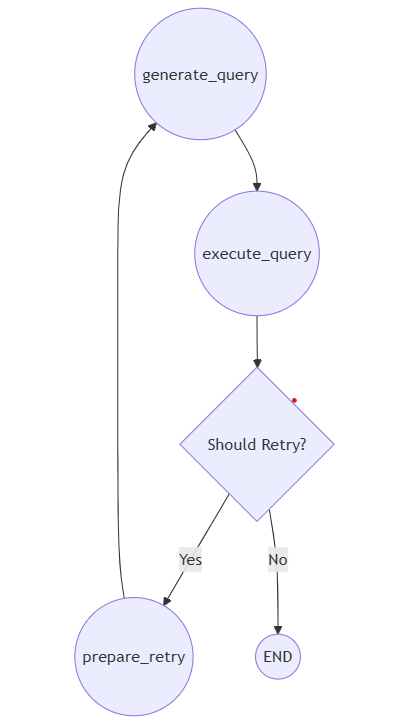 generate_query
execute_query
Should Retry?
Yes
No
prepare_retry
END